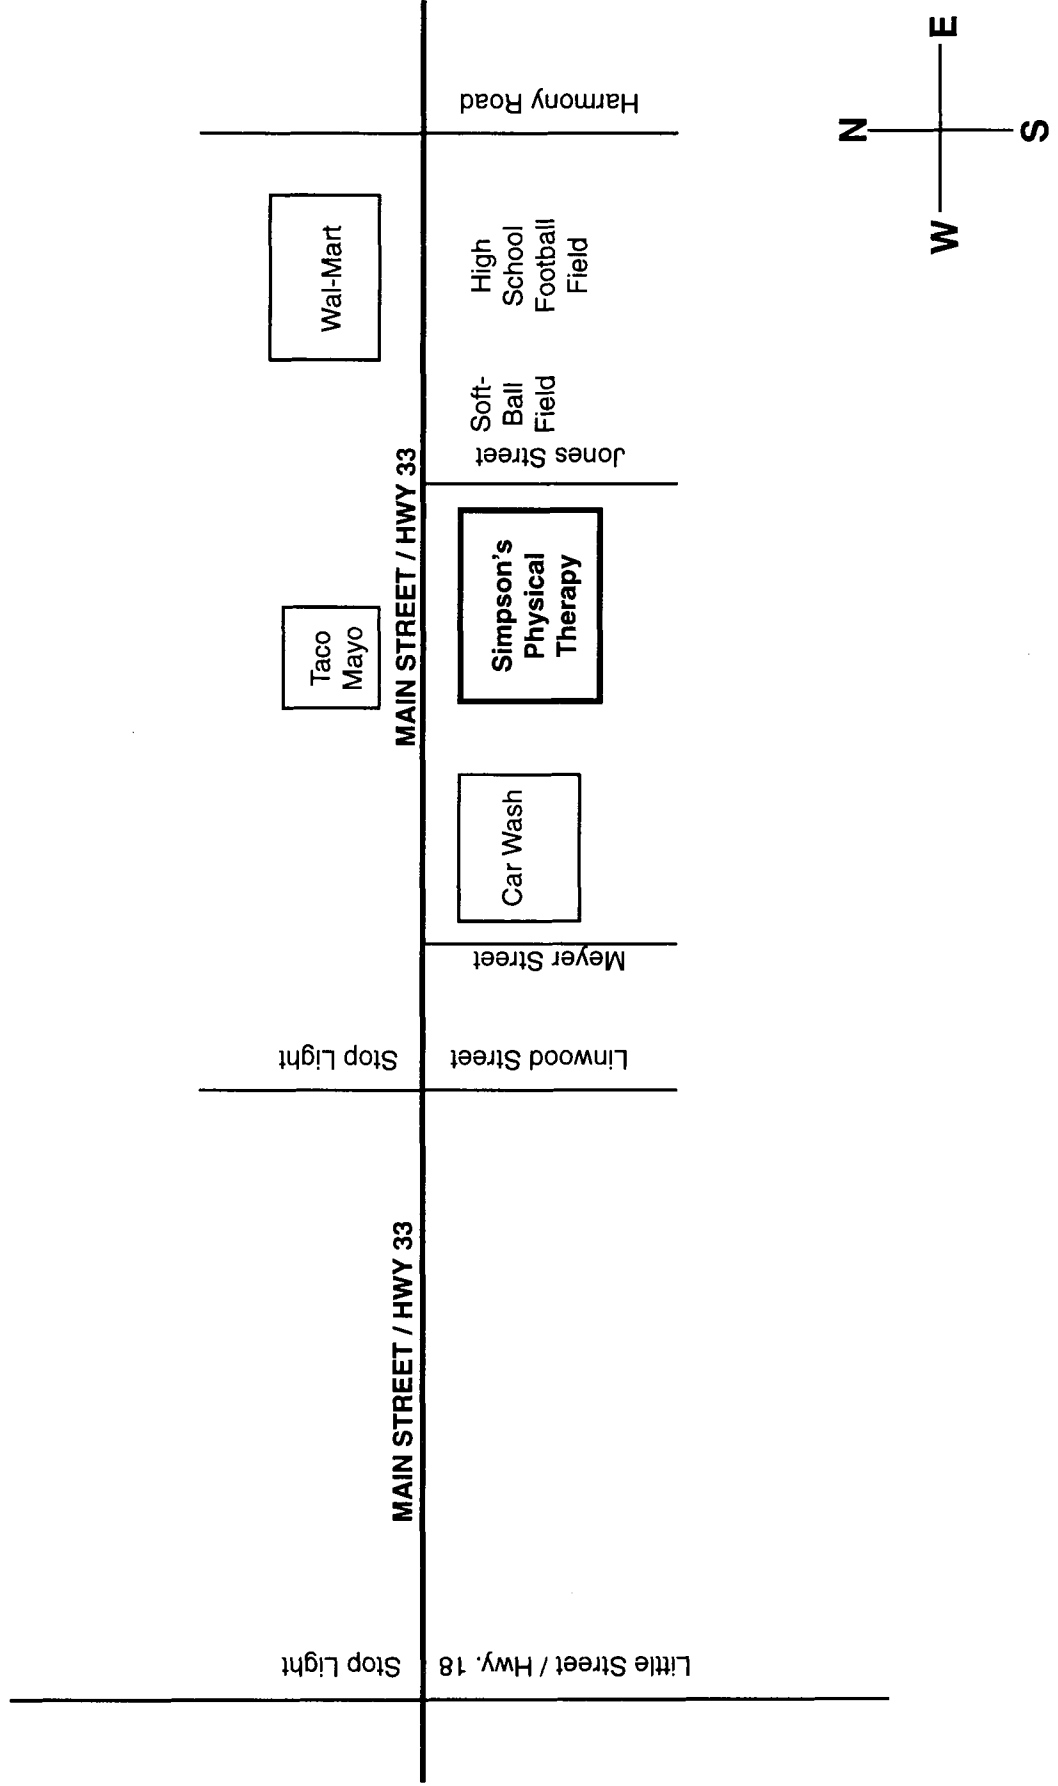 Stop Light
Little Street / Hwy. 18
MAIN STREET / HWY 33
Stop Light
Linwood Street
Meyer Street
Car Wash
Taco
Mayo
MAIN STREET / HWY 33
Simpson's
Physical
Therapy
Jones Street
Soft-
Ball
Field
Wal-Mart
High
School
Football
Field
Harmony Road
N
W
E
S